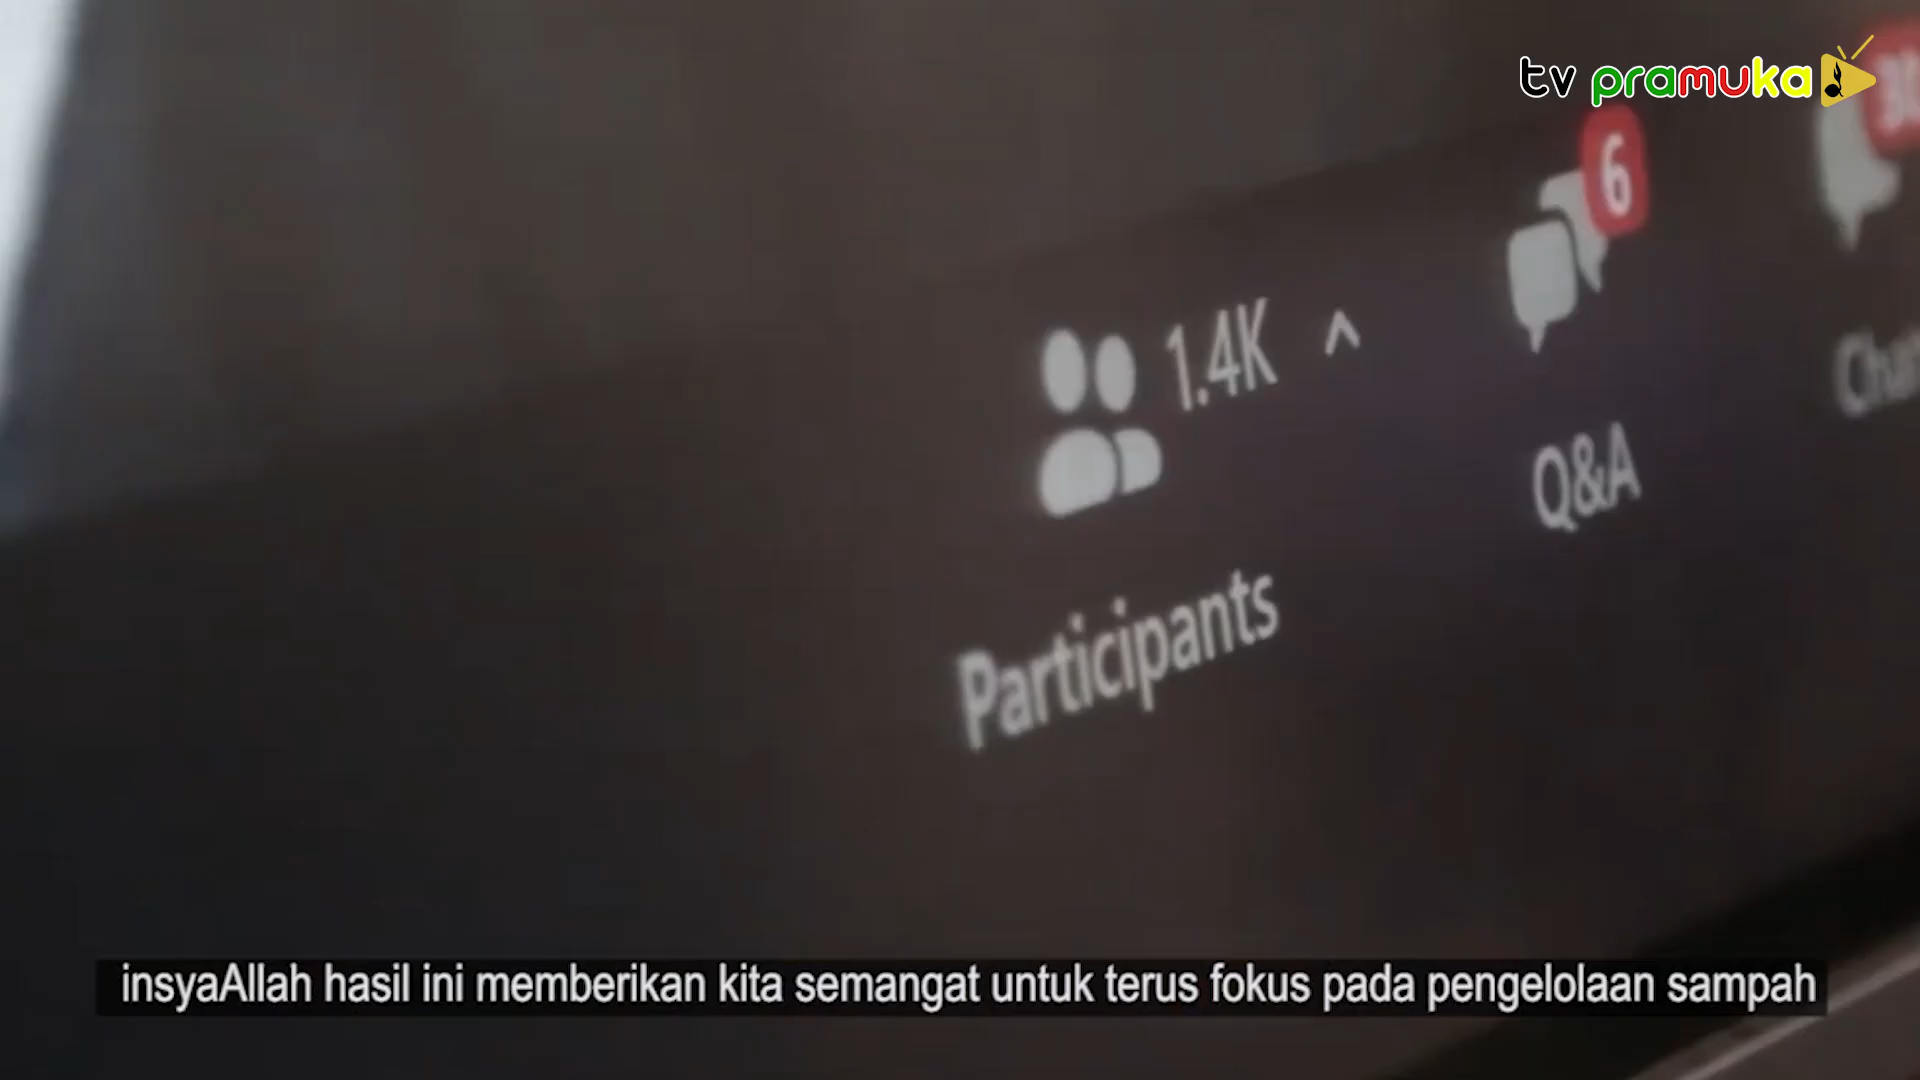 tv pramuka
6
1.4K ^
Q&A
Participants
insyaAllah hasil ini memberikan kita semangat untuk terus fokus pada pengelolaan sampah